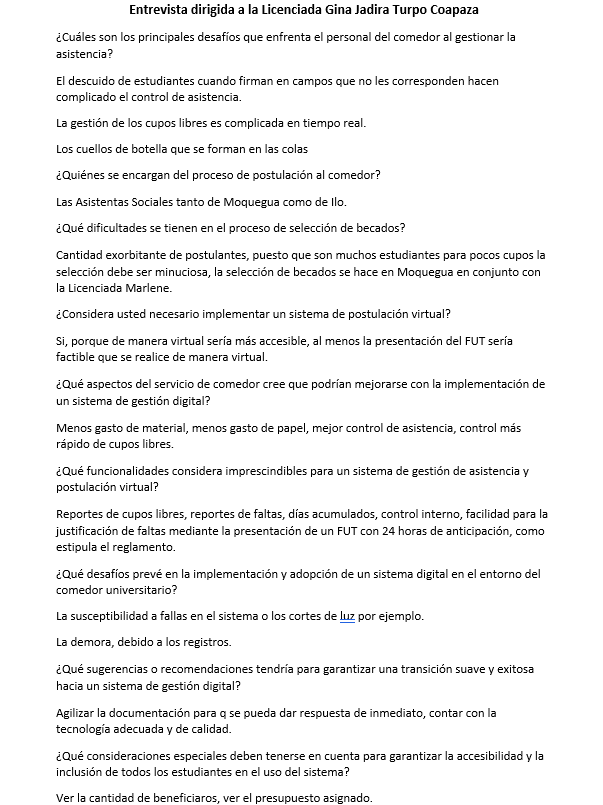 Entrevista dirigida a la Licenciada Gina Jadira Turpo Coapaza
¿Cuáles son los principales desafíos que enfrenta el personal del comedor al gestionar la
asistencia?
El descuido de estudiantes cuando firman en campos que no les corresponden hacen
complicado el control de asistencia.
La gestión de los cupos libres es complicada en tiempo real.
Los cuellos de botella que se forman en las colas
¿Quiénes se encargan del proceso de postulación al comedor?
Las Asistentas Sociales tanto de Moquegua como de Ilo.
¿Qué dificultades se tienen en el proceso de selección de becados?
Cantidad exorbitante de postulantes, puesto que son muchos estudiantes para pocos cupos la
selección debe ser minuciosa, la selección de becados se hace en Moquegua en conjunto con
la Licenciada Marlene.
¿Considera usted necesario implementar un sistema de postulación virtual?
Si, porque de manera virtual sería más accesible, al menos la presentación del FUT sería
factible que se realice de manera virtual.
¿Qué aspectos del servicio de comedor cree que podrían mejorarse con la implementación de
un sistema de gestión digital?
Menos gasto de material, menos gasto de papel, mejor control de asistencia, control más
rápido de cupos libres.
¿Qué funcionalidades considera imprescindibles para un sistema de gestión de asistencia y
postulación virtual?
Reportes de cupos libres, reportes de faltas, días acumulados, control interno, facilidad para la
justificación de faltas mediante la presentación de un FUT con 24 horas de anticipación, como
estipula el reglamento.
¿Qué desafíos prevé en la implementación y adopción de un sistema digital en el entorno del
comedor universitario?
La susceptibilidad a fallas en el sistema o los cortes de luz por ejemplo.
La demora, debido a los registros.
¿Qué sugerencias o recomendaciones tendría para garantizar una transición suave y exitosa
hacia un sistema de gestión digital?
Agilizar la documentación para q se pueda dar respuesta de inmediato, contar con la
tecnología adecuada y de calidad.
¿Qué consideraciones especiales deben tenerse en cuenta para garantizar la accesibilidad y la
inclusión de todos los estudiantes en el uso del sistema?
Ver la cantidad de beneficiaros, ver el presupuesto asignado.